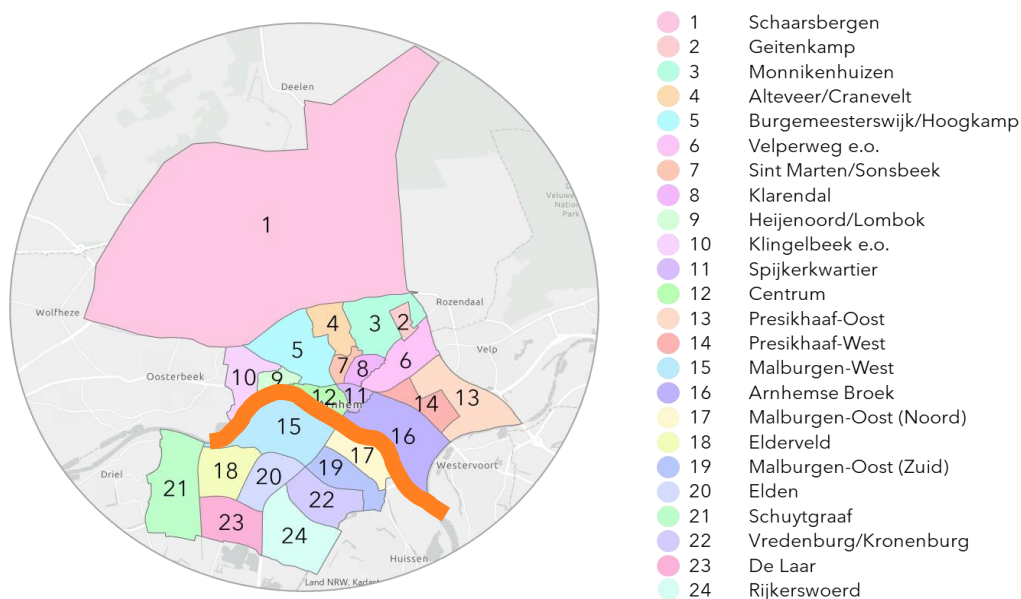 Deelen
Wolfheze
Oosterbeek
Rozendaal
Velp
Westervoort
Driel
Huissen
Land NRW,
1
2
3
4
5
6
7
8
9
10
11
12
13
14
15
16
17
18
19
20
21
22
23
24
1 Schaarsbergen
2 Geitenkamp
3 Monnikenhuizen
4 Alteveer/Cranevelt
5 Burgemeesterswijk/Hoogkamp
6 Velperweg e.o.
7 Sint Marten/Sonsbeek
8 Klarendal
9 Heijenoord/Lombok
10 Klingelbeek e.o.
11 Spijkerkwartier
12 Centrum
13 Presikhaaf-Oost
14 Presikhaaf-West
15 Malburgen-West
16 Arnhemse Broek
17 Malburgen-Oost (Noord)
18 Elderveld
19 Malburgen-Oost (Zuid)
20 Elden
21 Schuytgraaf
22 Vredenburg/Kronenburg
23 De Laar
24 Rijkerswoerd